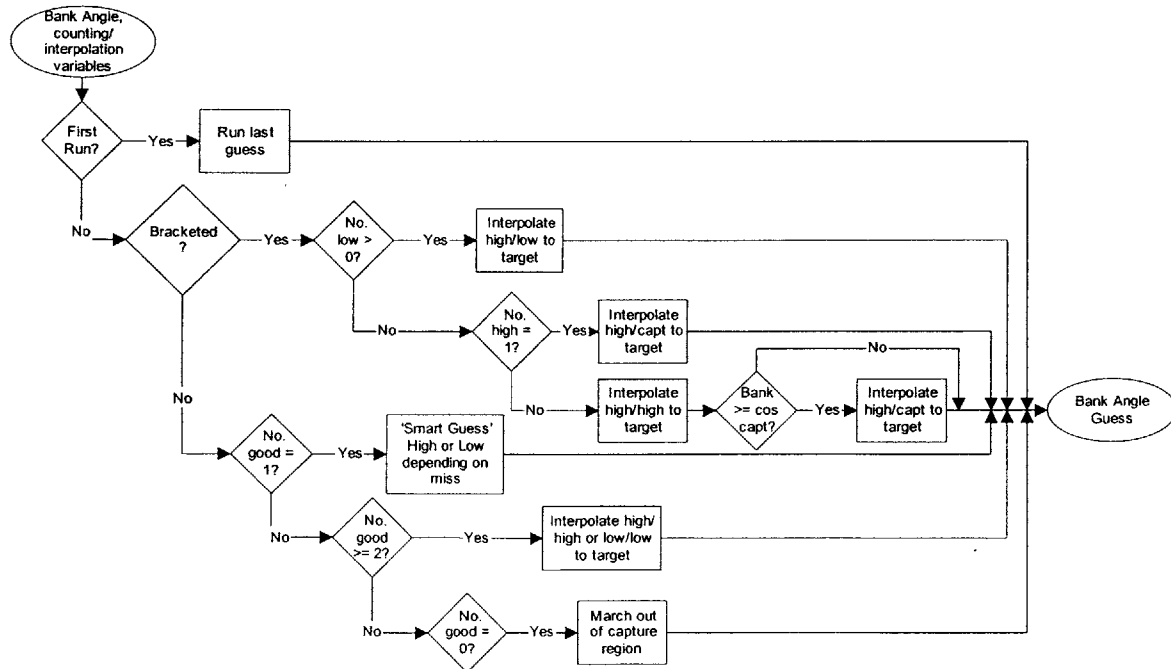 Bank Angle,
counting/
interpolation
variables
First
Run?
Yes
Run last
guess
No
Bracketed
?
Yes
No.
low >
0?
Yes
Interpolate
high/low to
target
No
No.
high =
1?
Yes
Interpolate
high/capt to
target
No
No
Interpolate
high/high to
target
Bank
>= cos
capt?
Yes
Interpolate
high/capt to
target
Bank Angle
Guess
No
No.
good =
1?
Yes
'Smart Guess'
High or Low
depending on
miss
No
No.
good
>= 2?
Yes
Interpolate high/
high or low/low
to target
No
No.
good =
0?
Yes
March out
of capture
region